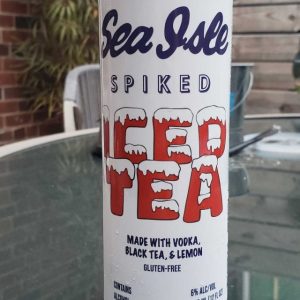 Sea Isle
SPIKED
ICED
TEA
MADE WITH VODKA,
BLACK TEA, & LEMON
GLUTEN-FREE
CONTAINS
6% ALC/VOL